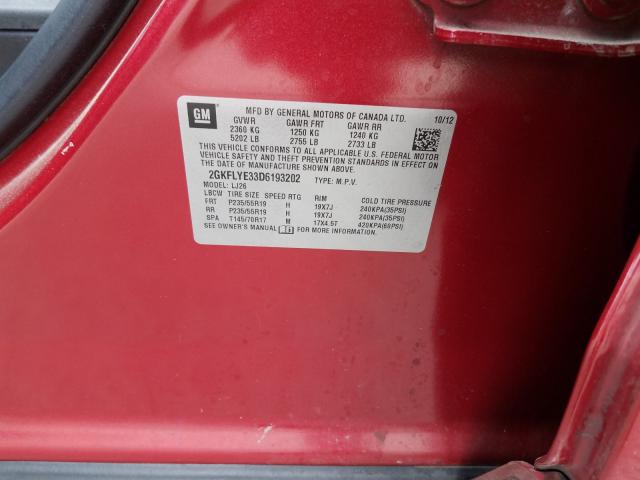 GM
MFD BY GENERAL MOTORS OF CANADA LTD. 10/12
GVWR GAWR FRT GAWR RR
2360 KG 1250 KG 1240 KG
5202 LB 2755 LB 2733 LB
THIS VEHICLE CONFORMS TO ALL APPLICABLE U.S. FEDERAL MOTOR
VEHICLE SAFETY AND THEFT PREVENTION STANDARDS IN EFFECT ON
THE DATE OF MANUFACTURE SHOWN ABOVE.
2GKFLYE33D6193202 TYPE: M.P.V.
MODEL: LJ26
LBCW TIRE SIZE SPEED RTG RIM COLD TIRE PRESSURE
FRT P235/55R19 H 19X7J 240KPA(35PSI)
RR P235/55R19 H 19X7J 240KPA(35PSI)
SPA T145/70R17 M 17X4.5T 420KPA(60PSI)
SEE OWNER'S MANUAL FOR MORE INFORMATION.